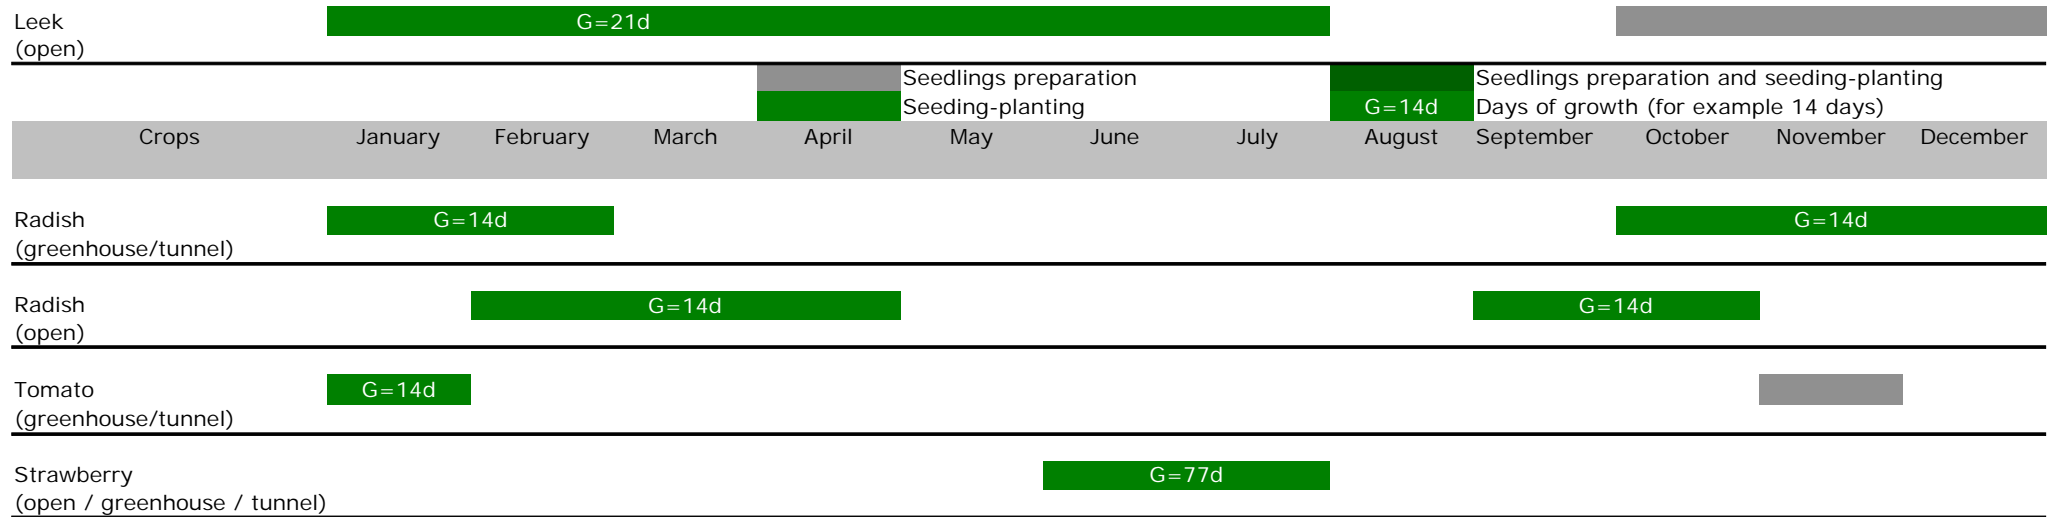 Leek G=21d
(open)
Seedlings preparation Seedlings preparation and seeding-planting
Seeding-planting G=14d Days of growth (for example 14 days)
Crops January February March April May June July August September October November December
Radish G=14d G=14d
(greenhouse/tunnel)
Radish G=14d G=14d
(open)
Tomato G=14d
(greenhouse/tunnel)
Strawberry G=77d
(open / greenhouse / tunnel)